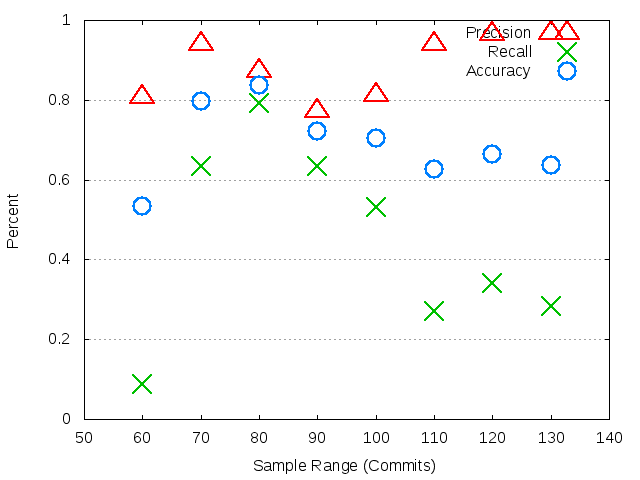 Precision
Recall
Accuracy
1
0.8
0.6
0.4
0.2
0
Percent
50 60 70 80 90 100 110 120 130 140
Sample Range (Commits)